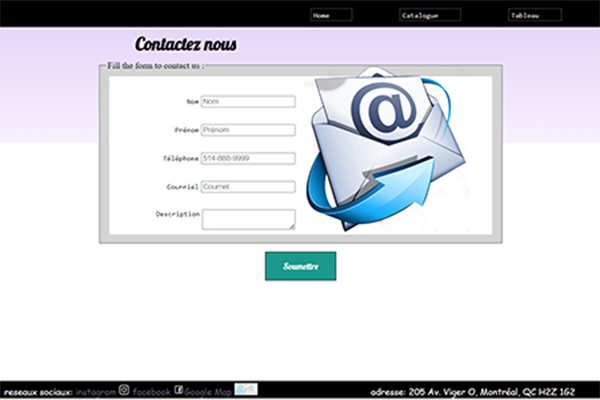 Home Catalogue Tableau
Contactez nous
Fill the form to contact us :
Nom Nom
Prénom Prénom
Téléphone 514-888-9999
Courriel Courriel
Description
@
Soumettre
reseaux sociaux: instagram facebook Google Map adresse: 205 Av. Viger O, Montréal, QC H2Z 1G2